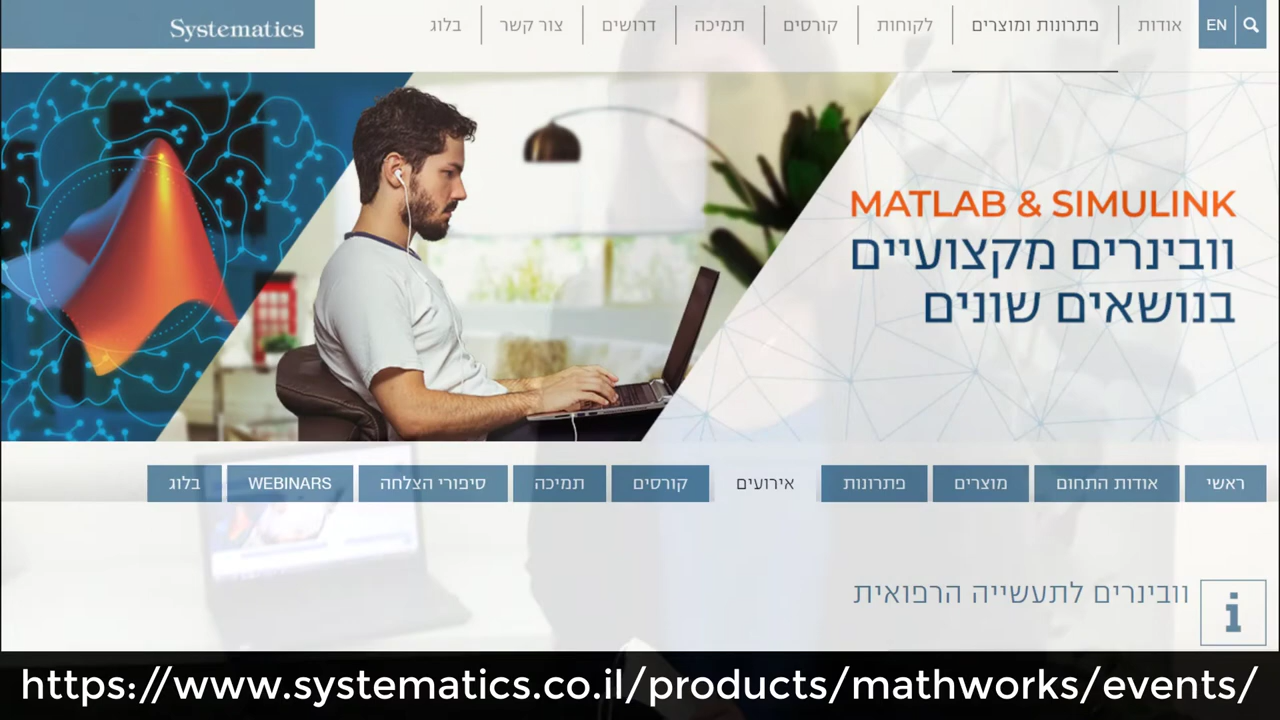 Systematics
אודות
פתרונות ומוצרים
לקוחות
קורסים
תמיכה
דרושים
צור קשר
בלוג
EN
MATLAB & SIMULINK
וובינרים מקצועיים
בנושאים שונים
ראשי
אודות התחום
מוצרים
פתרונות
אירועים
קורסים
תמיכה
סיפורי הצלחה
WEBINARS
בלוג
וובינרים לתעשייה הרפואית
https://www.systematics.co.il/products/mathworks/events/